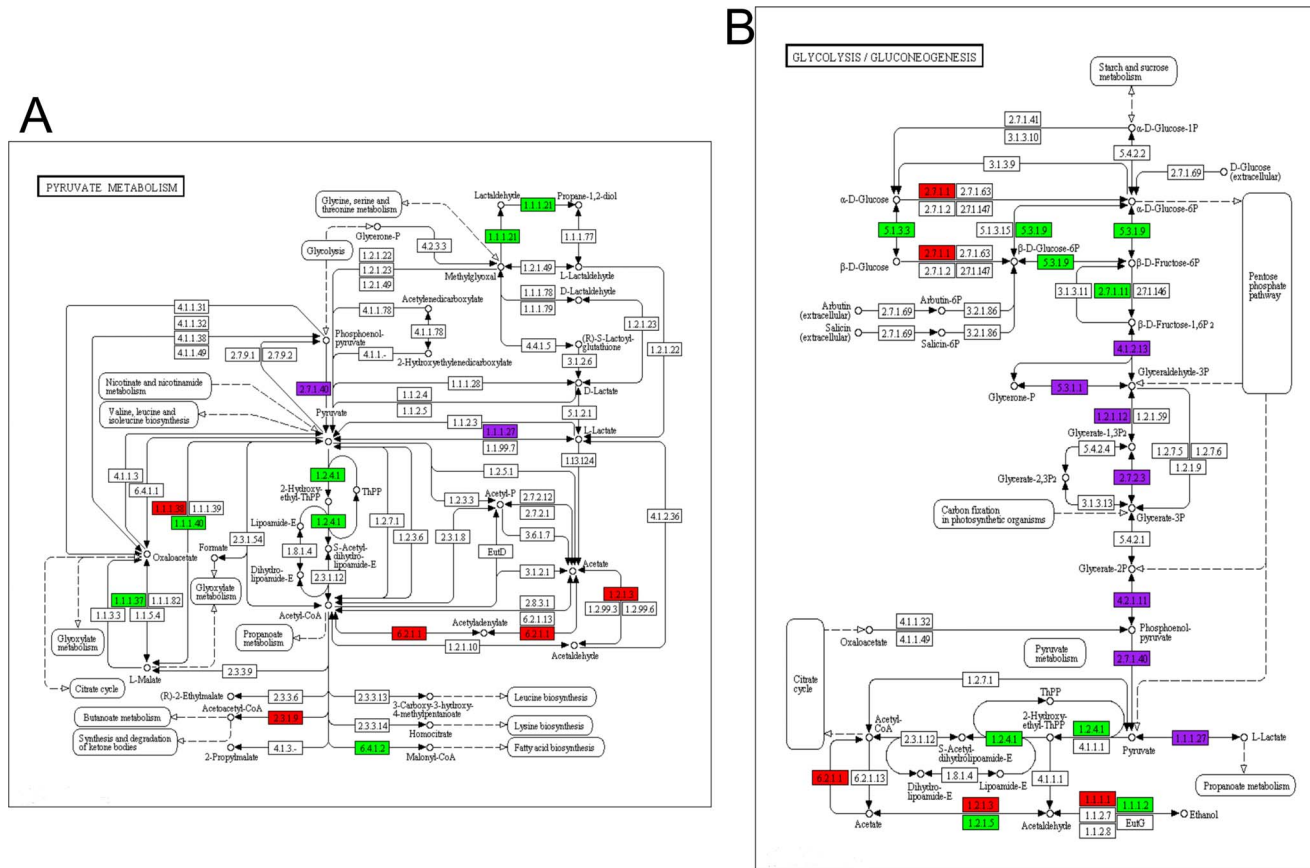 A
PYRUVATE METABOLISM
Glycine, serine and
threonine metabolism
Lactaldehyde
1.1.1.21
Propane-1,2-diol
Glycolysis
Glycerone-P
4.2.3.3
1.1.1.21
1.1.1.77
1.2.1.22
1.2.1.23
1.2.1.49
Methylglyoxal
1.2.1.49
L-Lactaldehyde
4.1.1.31
4.1.1.32
4.1.1.38
4.1.1.49
Acetylenedicarboxylate
4.1.1.78
4.1.1.78
1.1.1.78
1.1.1.79
D-Lactaldehyde
1.2.1.23
Phosphoenol-
pyruvate
2.7.9.1
2.7.9.2
4.1.1.-
2-Hydroxyethylenedicarboxylate
4.4.1.5
(R)-S-Lactoyl-
glutathione
1.2.1.22
3.1.2.6
Nicotinate and nicotinamide
metabolism
2.7.1.40
1.1.1.28
D-Lactate
Valine, leucine and
isoleucine biosynthesis
Pyruvate
1.1.2.4
1.1.2.5
5.1.2.1
1.1.2.3
1.1.1.27
1.1.99.7
L-Lactate
1.13.12.4
4.1.1.3
6.4.1.1
1.2.4.1
2-Hydroxy-
ethyl-ThPP
ThPP
1.2.5.1
1.1.1.38
1.1.1.39
1.1.1.40
1.2.4.1
Lipoamide-E
1.2.7.1
1.2.3.6
1.2.3.3
Acetyl-P
2.7.2.12
2.7.2.1
4.1.2.36
2.3.1.54
1.8.1.4
S-Acetyl-
dihydro-
lipoamide-E
2.3.1.8
EutD
3.6.1.7
Oxaloacetate
Formate
Dihydro-
lipoamide-E
2.3.1.12
3.1.2.1
Acetate
Glyoxylate
metabolism
1.2.1.3
1.1.1.37
1.1.1.82
1.1.3.3
1.1.5.4
Acetyl-CoA
2.8.3.1
6.2.1.13
1.2.99.3
1.2.99.6
Glyoxylate
metabolism
Propanoate
metabolism
6.2.1.1
Acetyladenylate
6.2.1.1
1.2.1.10
Acetaldehyde
L-Malate
2.3.3.9
Citrate cycle
(R)-2-Ethylmalate
2.3.3.6
2.3.3.13
3-Carboxy-3-hydroxy-
4-methylpentanoate
Leucine biosynthesis
Butanoate metabolism
Acetoacetyl-CoA
2.3.1.9
2.3.3.14
Homocitrate
Lysine biosynthesis
Synthesis and degradation
of ketone bodies
2-Propylmalate
4.1.3.-
6.4.1.2
Malonyl-CoA
Fatty acid biosynthesis
B
GLYCOLYSIS / GLUCONEOGENESIS
Starch and sucrose
metabolism
2.7.1.41
3.1.3.10
α-D-Glucose-1P
5.4.2.2
3.1.3.9
2.7.1.69
D-Glucose
(extracellular)
α-D-Glucose
2.7.1.1
2.7.1.63
2.7.1.2
2.7.1.147
α-D-Glucose-6P
5.1.3.3
5.1.3.15
5.3.1.9
5.3.1.9
β-D-Glucose-6P
2.7.1.1
2.7.1.63
2.7.1.2
2.7.1.147
β-D-Glucose
5.3.1.9
β-D-Fructose-6P
3.1.3.11
2.7.1.11
2.7.1.146
Pentose
phosphate
pathway
Arbutin
(extracellular)
2.7.1.69
Arbutin-6P
3.2.1.86
Salicin
(extracellular)
2.7.1.69
Salicin-6P
3.2.1.86
β-D-Fructose-1,6P2
4.1.2.13
Glyceraldehyde-3P
Glycerone-P
5.3.1.1
1.2.1.12
1.2.1.59
Glycerate-1,3P2
5.4.2.4
1.2.7.5
1.2.7.6
1.2.1.9
Glycerate-2,3P2
2.7.2.3
3.1.3.13
Carbon fixation
in photosynthetic organisms
Glycerate-3P
5.4.2.1
Glycerate-2P
4.2.1.11
Oxaloacetate
4.1.1.32
4.1.1.49
Phosphoenol-
pyruvate
Pyruvate
metabolism
2.7.1.40
Citrate
cycle
1.2.7.1
ThPP
Acetyl-
CoA
2-Hydroxy-
ethyl-ThPP
2.3.1.12
S-Acetyl-
dihydrolipoamide-E
1.2.4.1
1.2.4.1
4.1.1.1
Pyruvate
1.1.1.27
L-Lactate
6.2.1.1
6.2.1.13
Dihydro-
lipoamide-E
1.8.1.4
Lipoamide-E
4.1.1.1
Propanoate metabolism
Acetate
1.2.1.3
1.2.1.5
Acetaldehyde
1.1.1.1
1.1.1.2
1.1.2.7
EutG
1.1.2.8
Ethanol